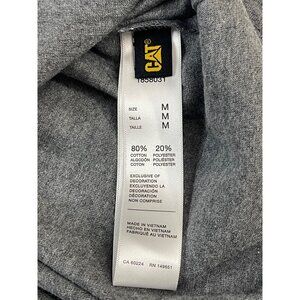 CAT
1858031
SIZE M
TALLA M
TAILLE M
80% 20%
COTTON POLYESTER
ALGODÓN POLIÉSTER
COTON POLYESTER
EXCLUSIVE OF
DECORATION
EXCLUYENDO LA
DECORACIÓN
DÉCORATION
NON COMPRISE
MADE IN VIETNAM
HECHO EN VIETNAM
FABRIQUÉ AU VIETNAM
CA 60224 RN 149661